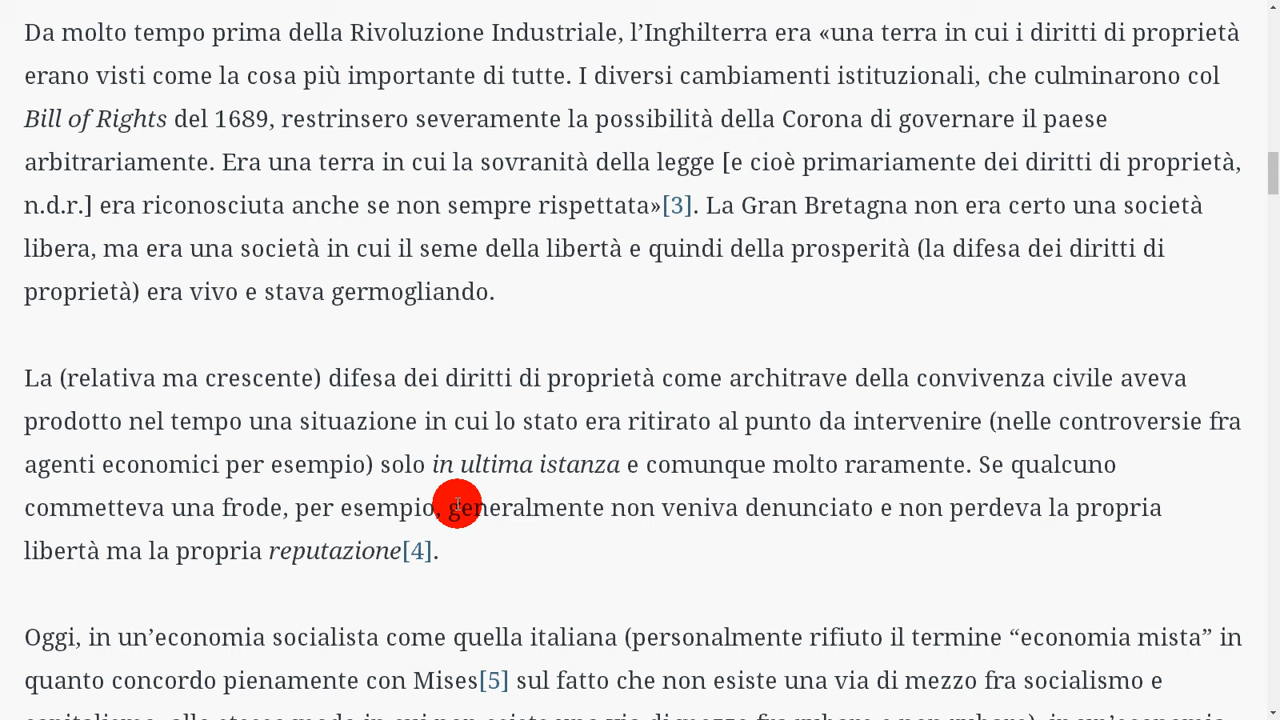 Da molto tempo prima della Rivoluzione Industriale, l’Inghilterra era «una terra in cui i diritti di proprietà
erano visti come la cosa più importante di tutte. I diversi cambiamenti istituzionali, che culminarono col
Bill of Rights del 1689, restrinsero severamente la possibilità della Corona di governare il paese
arbitrariamente. Era una terra in cui la sovranità della legge [e cioè primariamente dei diritti di proprietà,
n.d.r.] era riconosciuta anche se non sempre rispettata»[3]. La Gran Bretagna non era certo una società
libera, ma era una società in cui il seme della libertà e quindi della prosperità (la difesa dei diritti di
proprietà) era vivo e stava germogliando.
La (relativa ma crescente) difesa dei diritti di proprietà come architrave della convivenza civile aveva
prodotto nel tempo una situazione in cui lo stato era ritirato al punto da intervenire (nelle controversie fra
agenti economici per esempio) solo in ultima istanza e comunque molto raramente. Se qualcuno
commetteva una frode, per esempio, generalmente non veniva denunciato e non perdeva la propria
libertà ma la propria reputazione[4].
Oggi, in un’economia socialista come quella italiana (personalmente rifiuto il termine “economia mista” in
quanto concordo pienamente con Mises[5] sul fatto che non esiste una via di mezzo fra socialismo e